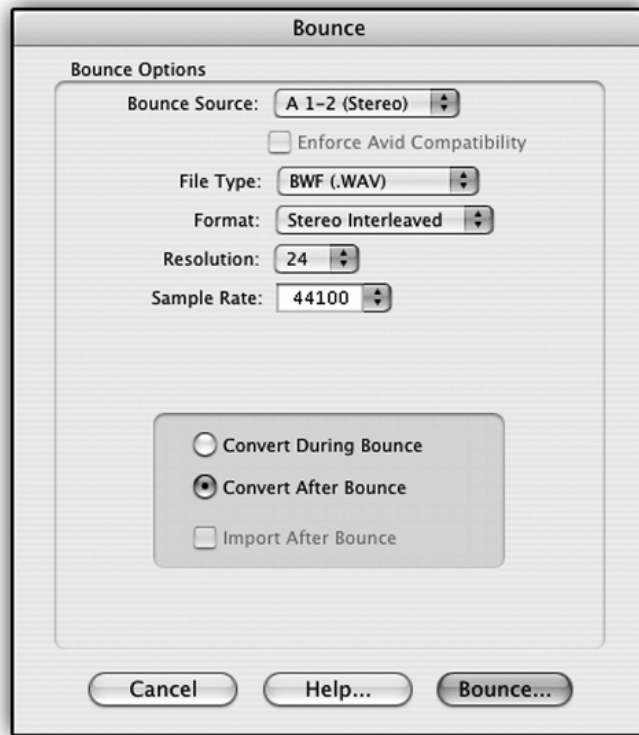 Bounce
Bounce Options
Bounce Source: A 1-2 (Stereo)
Enforce Avid Compatibility
File Type: BWF (.WAV)
Format: Stereo Interleaved
Resolution: 24
Sample Rate: 44100
Convert During Bounce
Convert After Bounce
Import After Bounce
Cancel Help... Bounce...